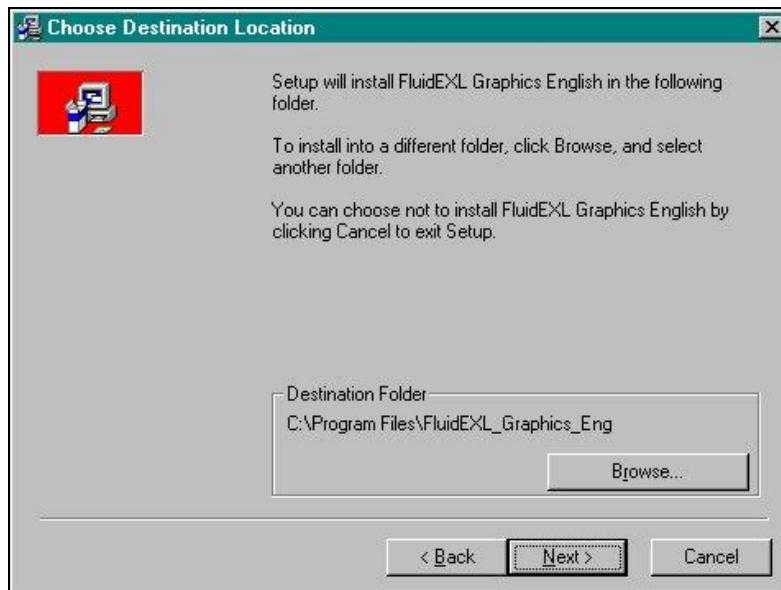 Choose Destination Location
Setup will install FluidEXL Graphics English in the following
folder.
To install into a different folder, click Browse, and select
another folder.
You can choose not to install FluidEXL Graphics English by
clicking Cancel to exit Setup.
Destination Folder
C:\Program Files\FluidEXL_Graphics_Eng
Browse...
< Back Next > Cancel